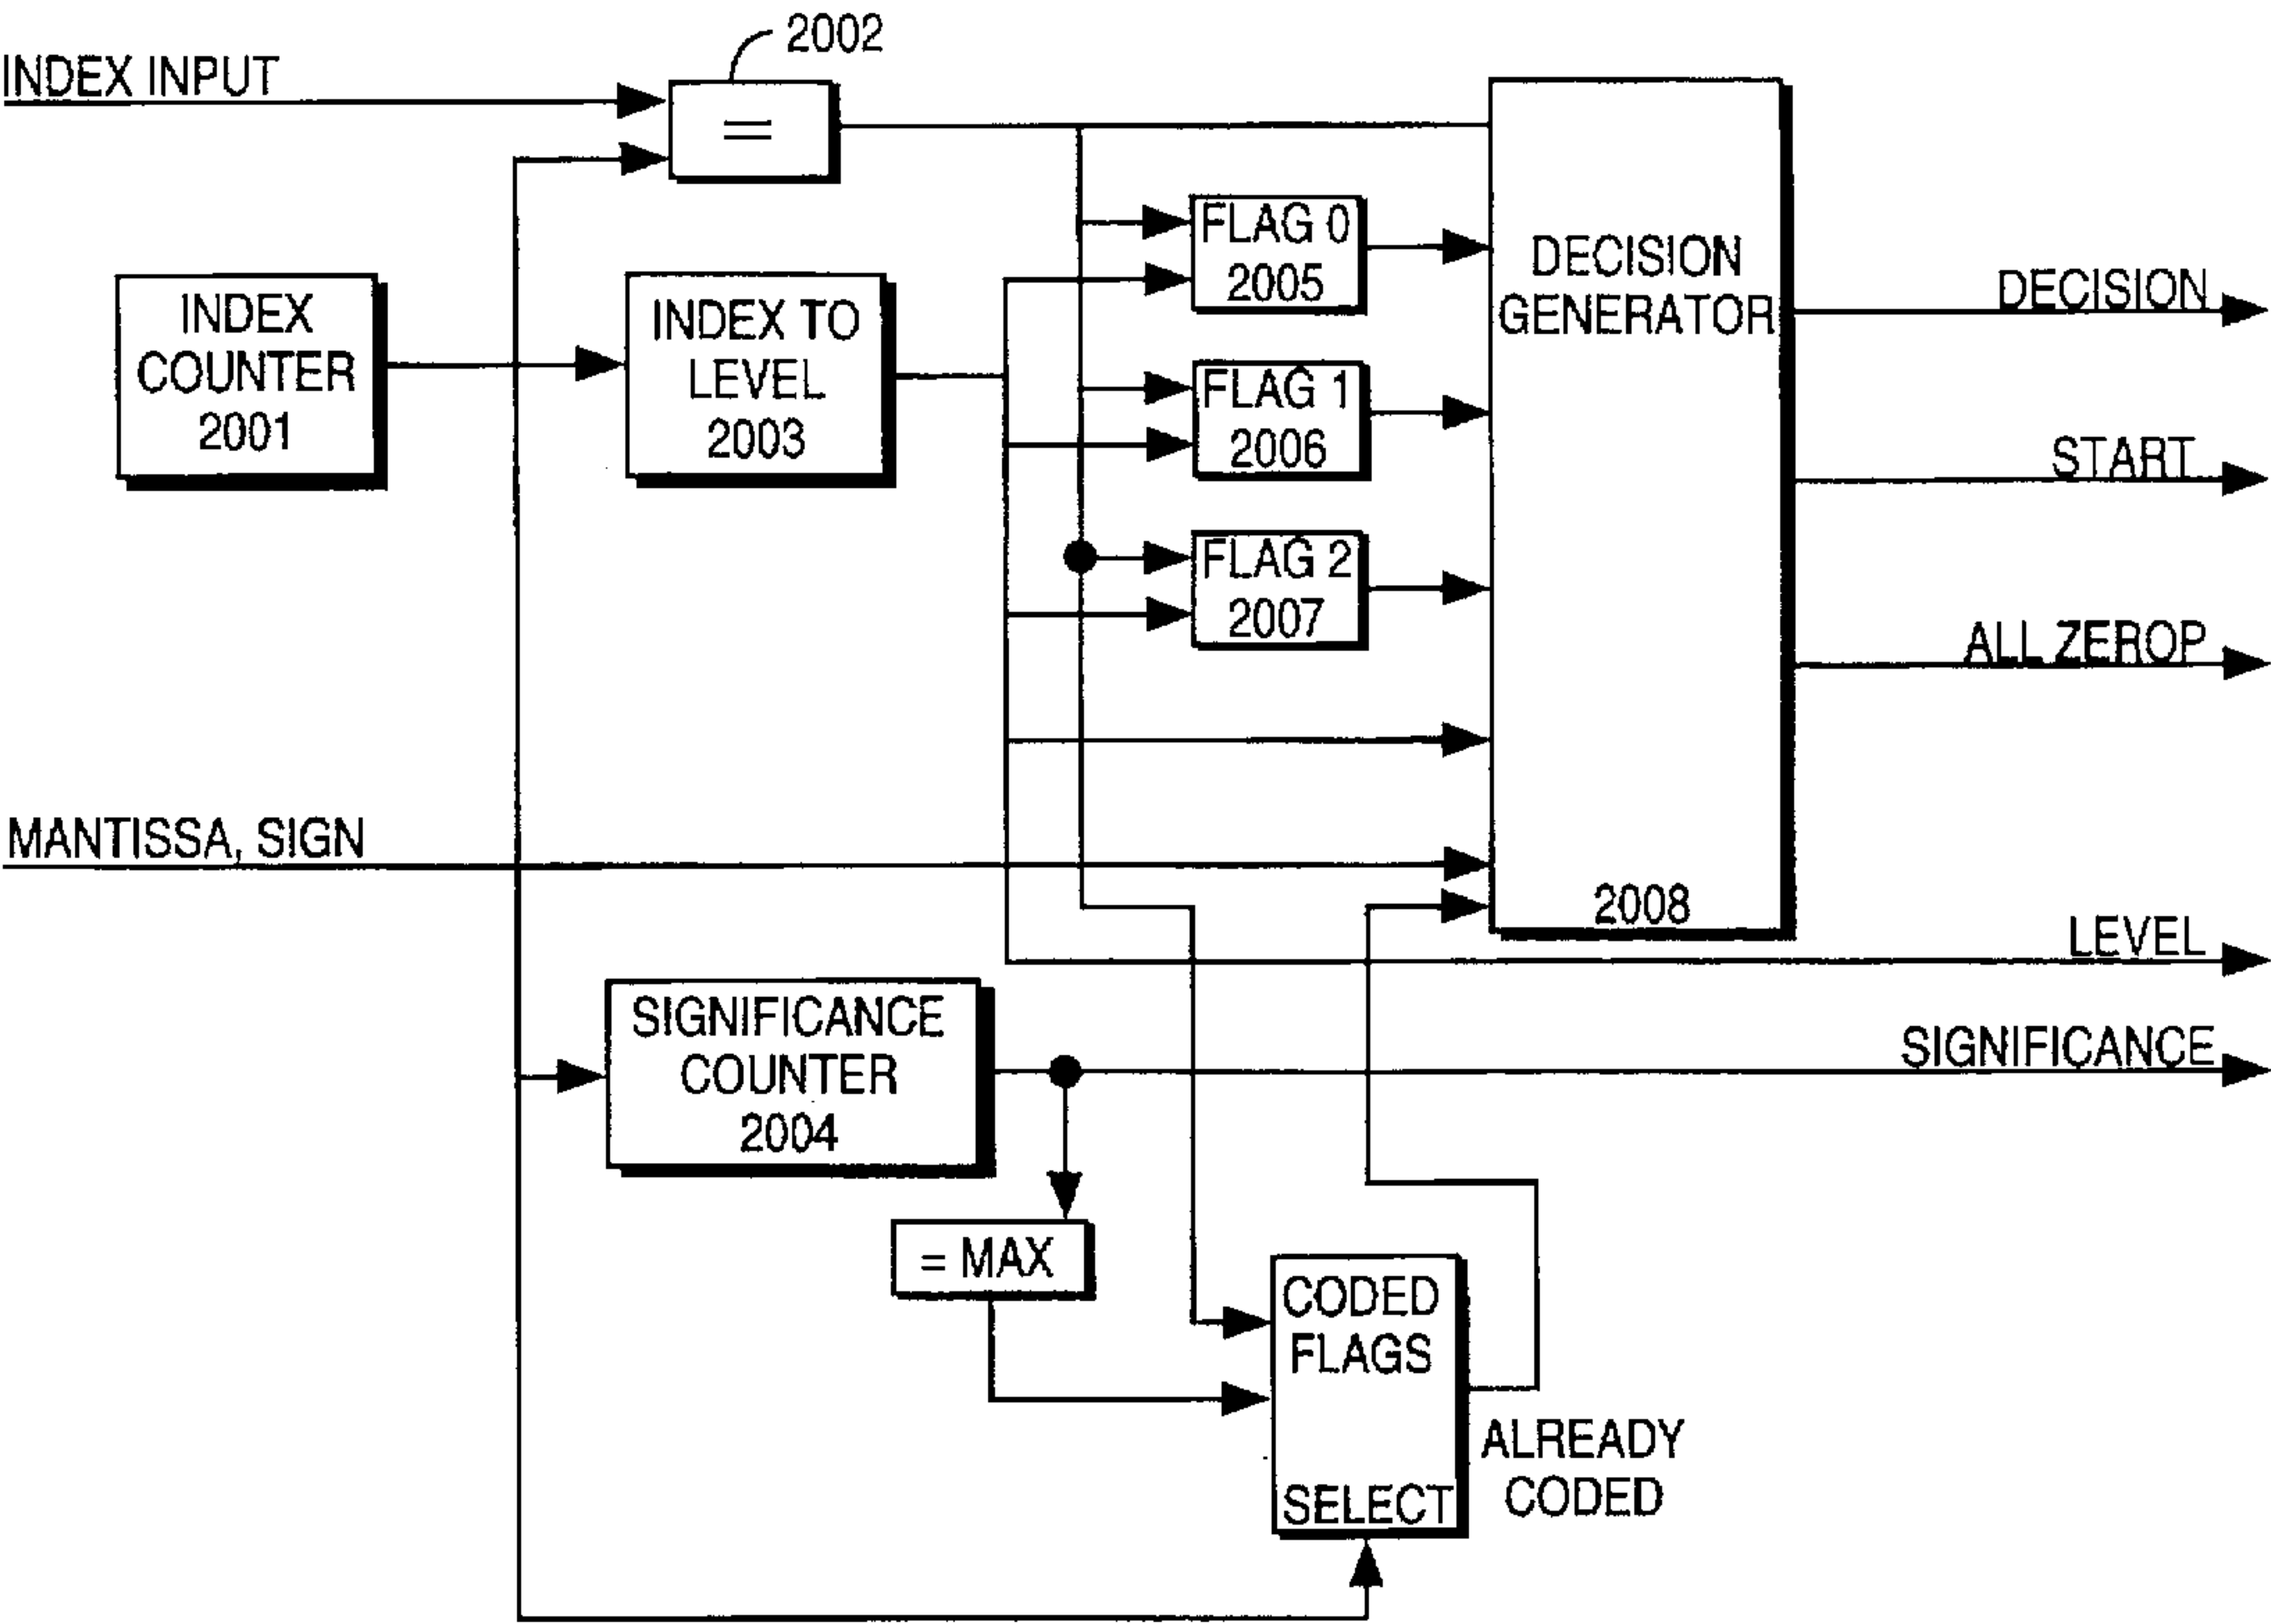 2002
INDEX INPUT
=
FLAG 0
2005
DECISION
GENERATOR
DECISION
INDEX
COUNTER
2001
INDEX TO
LEVEL
2003
FLAG 1
2006
START
FLAG 2
2007
ALL ZEROP
MANTISSA, SIGN
2008
LEVEL
SIGNIFICANCE
COUNTER
2004
SIGNIFICANCE
= MAX
CODED
FLAGS
SELECT
ALREADY
CODED